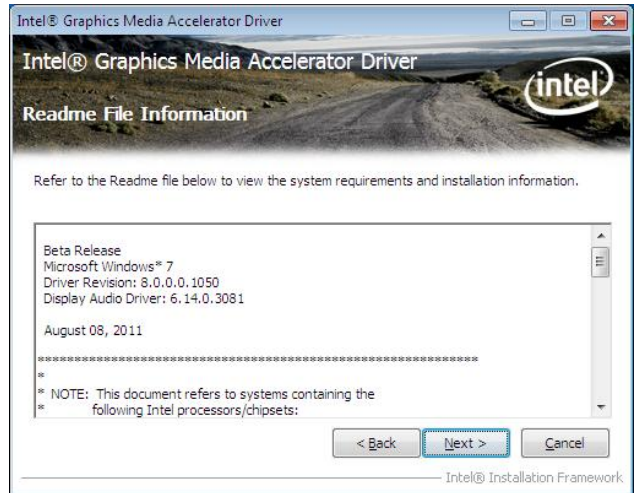 Intel® Graphics Media Accelerator Driver
Intel® Graphics Media Accelerator Driver
intel
Readme File Information
Refer to the Readme file below to view the system requirements and installation information.
Beta Release
Microsoft Windows* 7
Driver Revision: 8.0.0.0.1050
Display Audio Driver: 6.14.0.3081
August 08, 2011
************************************************************
*
* NOTE: This document refers to systems containing the
* following Intel processors/chipsets:
< Back Next > Cancel
Intel® Installation Framework